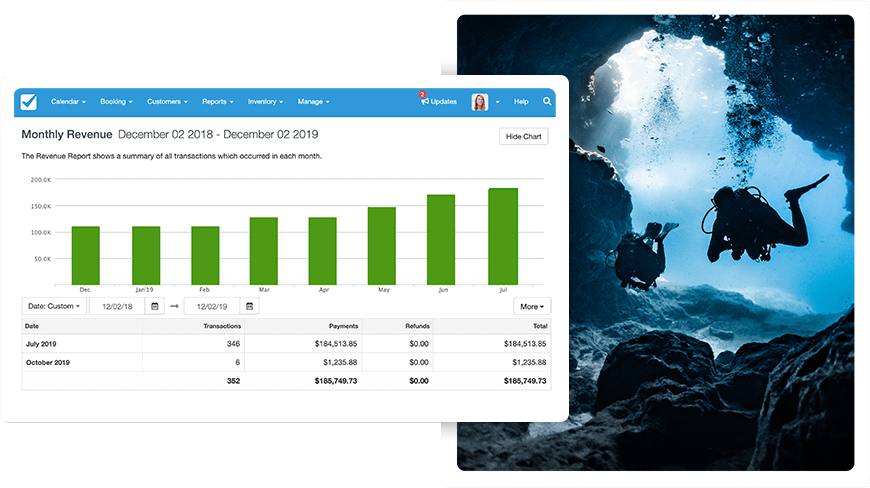 Calendar Booking Customers Reports Inventory Manage 2 Updates Help
Monthly Revenue December 02 2018 - December 02 2019 Hide Chart
The Revenue Report shows a summary of all transactions which occurred in each month.
200.0K
150.0K
100.0K
50.0K
Dec Jan'19 Feb Mar Apr May Jun Jul
Date: Custom 12/02/18 12/02/19 More
Date Transactions Payments Refunds Total
July 2019 346 $184,513.85 $0.00 $184,513.85
October 2019 6 $1,235.88 $0.00 $1,235.88
352 $185,749.73 $0.00 $185,749.73